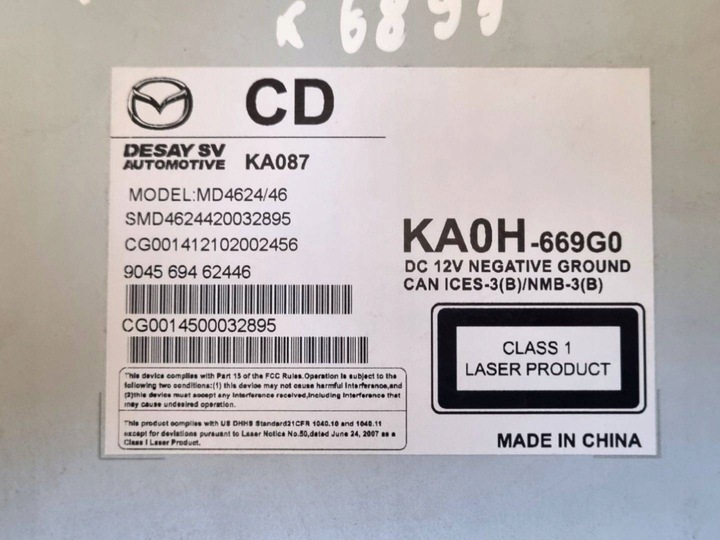 K 6899
CD
DESAY SV
AUTOMOTIVE KA087
MODEL:MD4624/46
SMD4624420032895
CG001412102002456
9045 694 62446
CG0014500032895
KA0H-669G0
DC 12V NEGATIVE GROUND
CAN ICES-3(B)/NMB-3(B)
CLASS 1
LASER PRODUCT
This device complies with Part 15 of the FCC Rules.Operation is subject to the
following two conditions:(1) this device may not cause harmful Interference,and
(2)this device must accept any Interference received,Including Interference that
may cause undesired operation.
This product complies with US DHHS Standard21CFR 1040.10 and 1040.11
except for deviations pursuant to Laser Notice No.50,dated June 24, 2007 as a
Class I Laser Product.
MADE IN CHINA